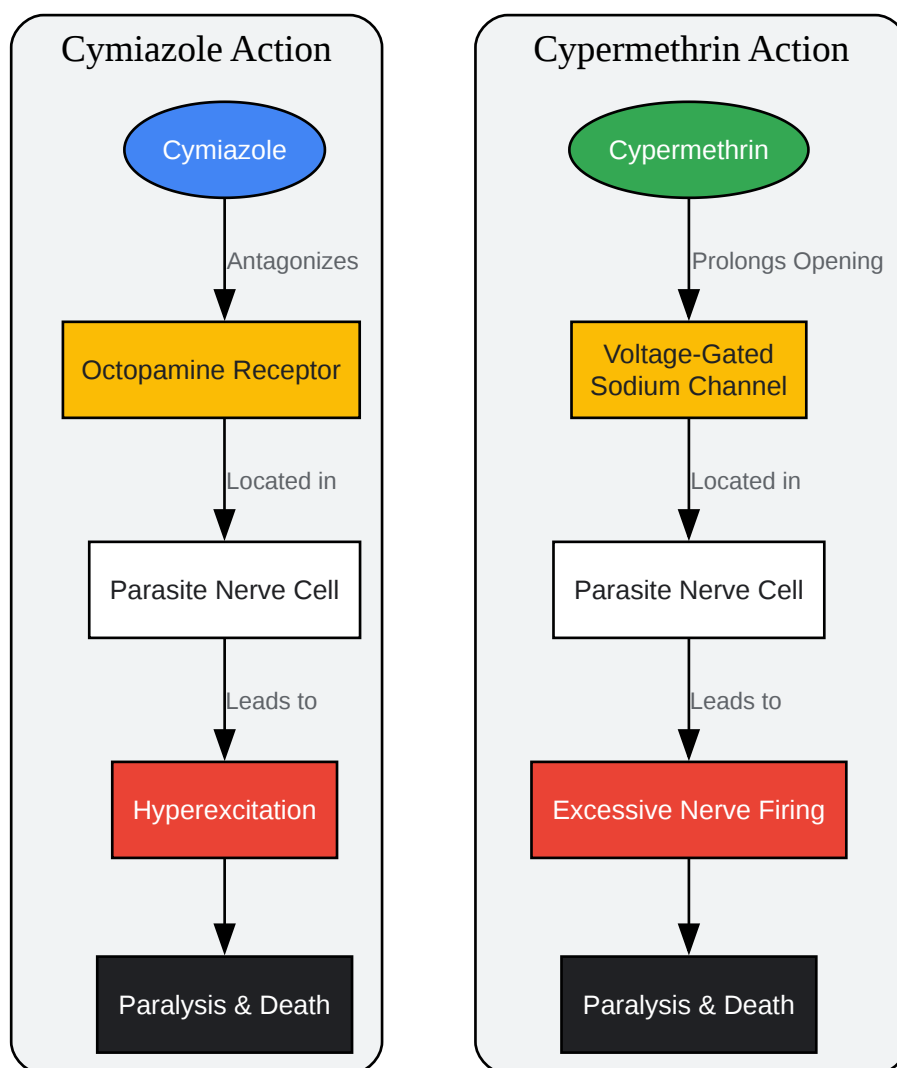 Cymiazole Action
Cymiazole
Antagonizes
Octopamine Receptor
Located in
Parasite Nerve Cell
Leads to
Hyperexcitation
Paralysis & Death
Cypermethrin Action
Cypermethrin
Prolongs Opening
Voltage-Gated
Sodium Channel
Located in
Parasite Nerve Cell
Leads to
Excessive Nerve Firing
Paralysis & Death